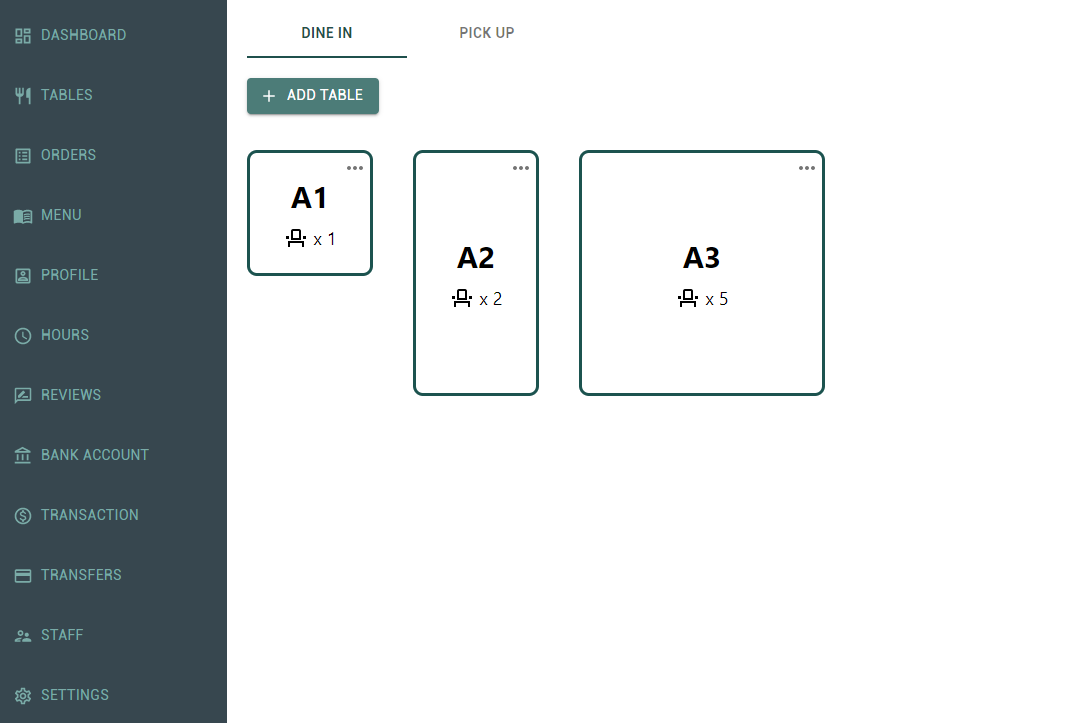 DASHBOARD
TABLES
ORDERS
MENU
PROFILE
HOURS
REVIEWS
BANK ACCOUNT
TRANSACTION
TRANSFERS
STAFF
SETTINGS
DINE IN
PICK UP
ADD TABLE
A1
x 1
A2
x 2
A3
x 5